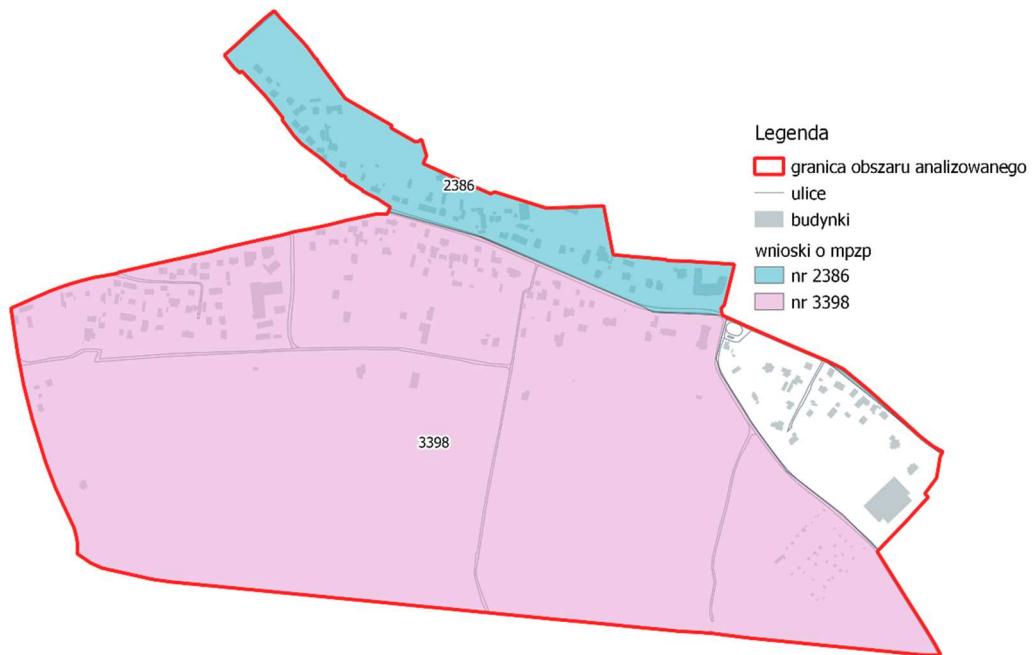 2386
3398
Legenda
granica obszaru analizowanego
ulice
budynki
wnioski o mpzp
nr 2386
nr 3398